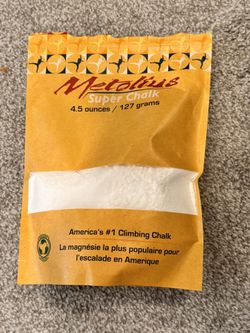 Metolius
Super Chalk
4.5 ounces / 127 grams
America's #1 Climbing Chalk
La magnésie la plus populaire pour
l'escalade en Amerique